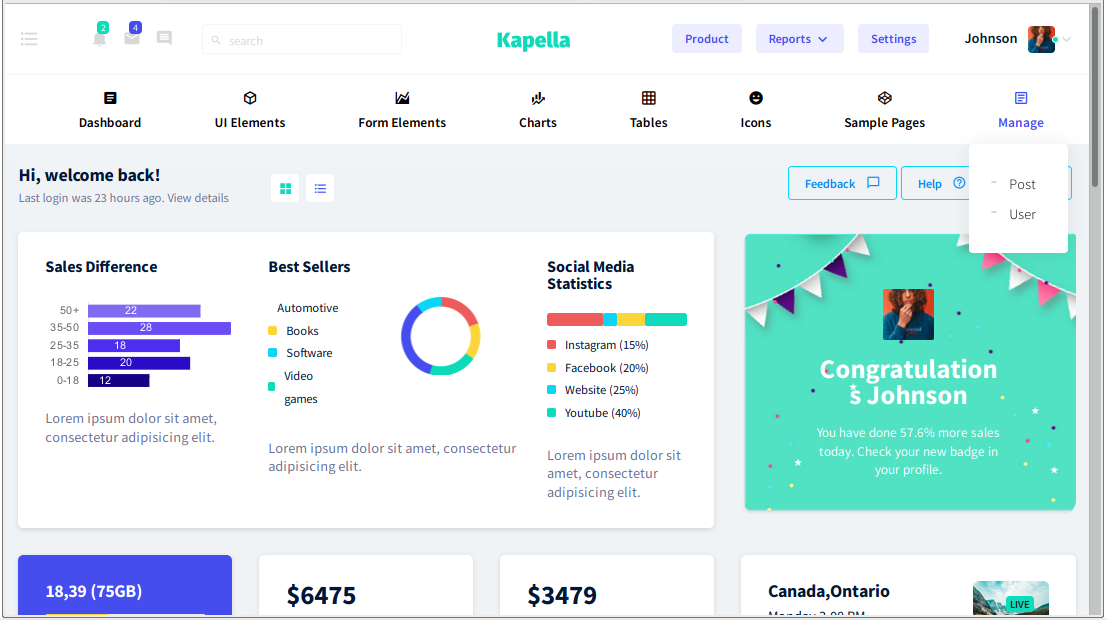 2
4
search
Kapella
Product
Reports
Settings
Johnson
Dashboard
UI Elements
Form Elements
Charts
Tables
Icons
Sample Pages
Manage
Post
User
Hi, welcome back!
Last login was 23 hours ago. View details
Feedback
Help
Sales Difference
50+
22
35-50
28
25-35
18
18-25
20
0-18
12
Lorem ipsum dolor sit amet,
consectetur adipisicing elit.
Best Sellers
Automotive
Books
Software
Video
games
Lorem ipsum dolor sit amet, consectetur
adipisicing elit.
Social Media
Statistics
Instagram (15%)
Facebook (20%)
Website (25%)
Youtube (40%)
Lorem ipsum dolor sit
amet, consectetur
adipisicing elit.
Congratulation
s Johnson
You have done 57.6% more sales
today. Check your new badge in
your profile.
18,39 (75GB)
$6475
$3479
Canada,Ontario
Monday 3.00 PM
LIVE